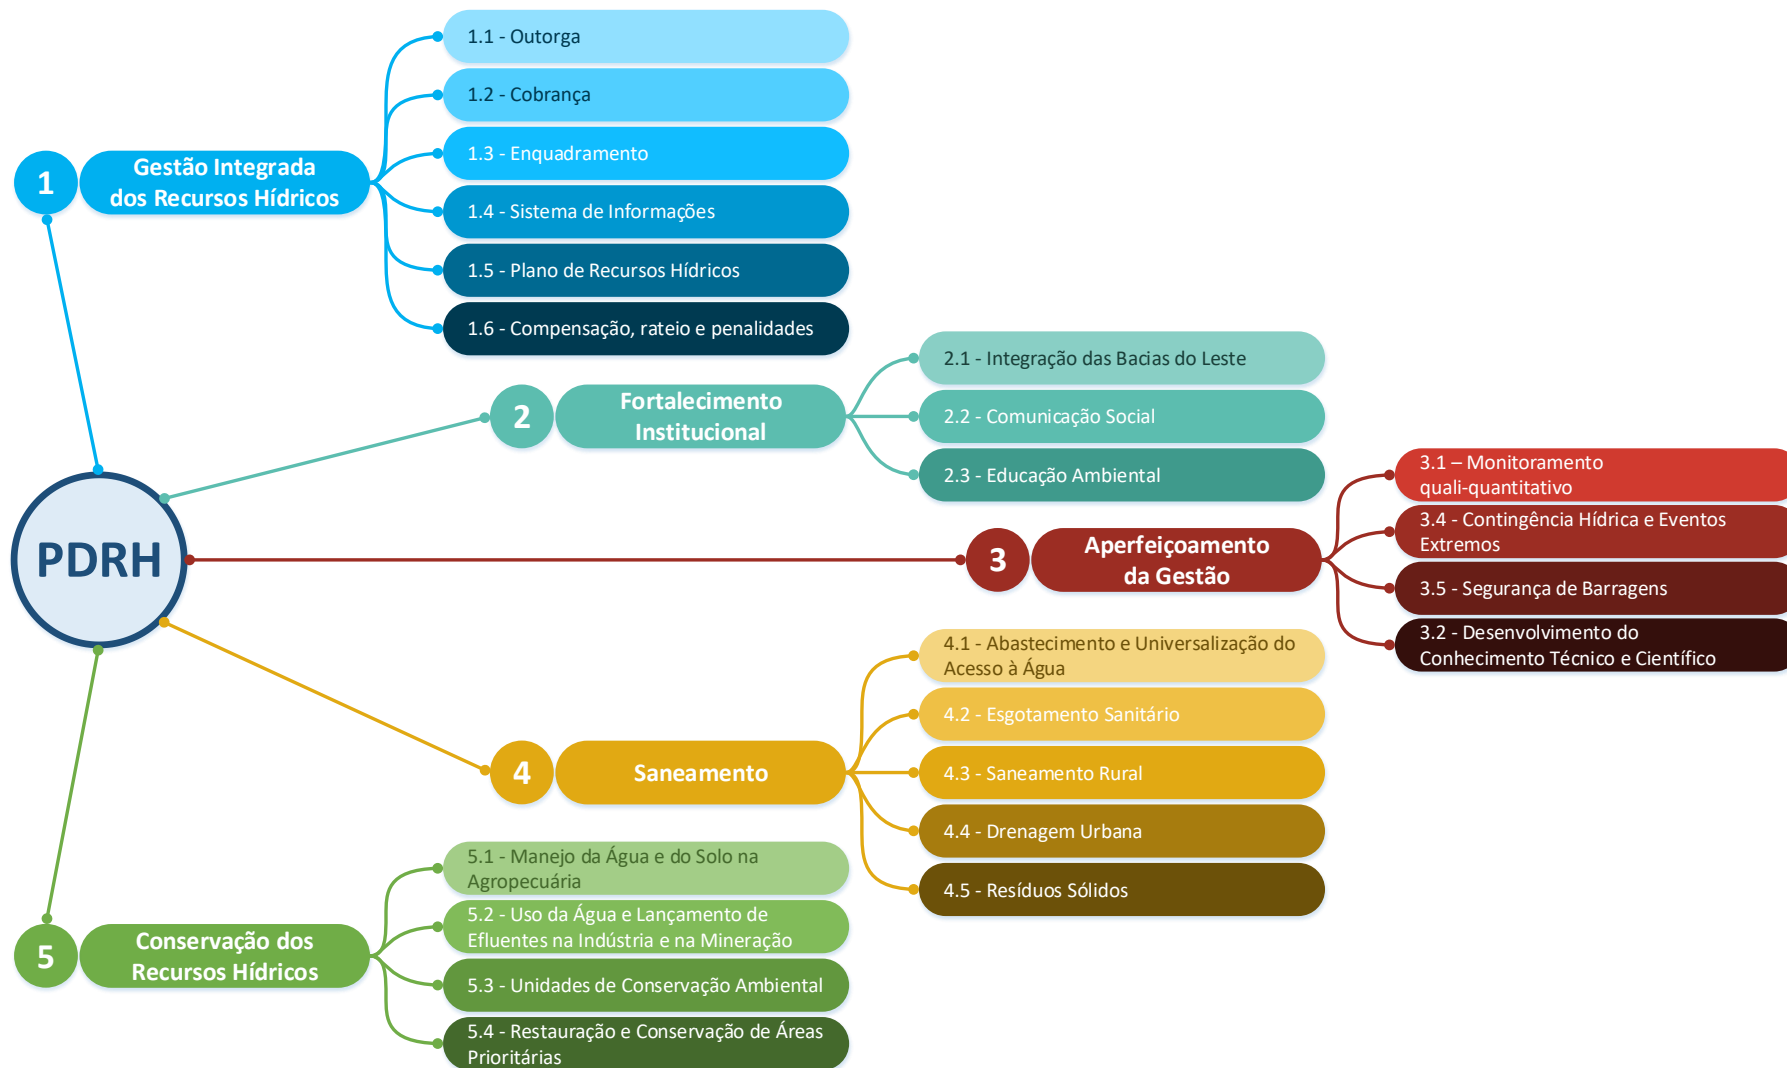 PDRH
1
Gestão Integrada
dos Recursos Hídricos
1.1 - Outorga
1.2 - Cobrança
1.3 - Enquadramento
1.4 - Sistema de Informações
1.5 - Plano de Recursos Hídricos
1.6 - Compensação, rateio e penalidades
2
Fortalecimento
Institucional
2.1 - Integração das Bacias do Leste
2.2 - Comunicação Social
2.3 - Educação Ambiental
3
Aperfeiçoamento
da Gestão
3.1 – Monitoramento
quali-quantitativo
3.4 - Contingência Hídrica e Eventos
Extremos
3.5 - Segurança de Barragens
3.2 - Desenvolvimento do
Conhecimento Técnico e Científico
4
Saneamento
4.1 - Abastecimento e Universalização do
Acesso à Água
4.2 - Esgotamento Sanitário
4.3 - Saneamento Rural
4.4 - Drenagem Urbana
4.5 - Resíduos Sólidos
5
Conservação dos
Recursos Hídricos
5.1 - Manejo da Água e do Solo na
Agropecuária
5.2 - Uso da Água e Lançamento de
Efluentes na Indústria e na Mineração
5.3 - Unidades de Conservação Ambiental
5.4 - Restauração e Conservação de Áreas
Prioritárias